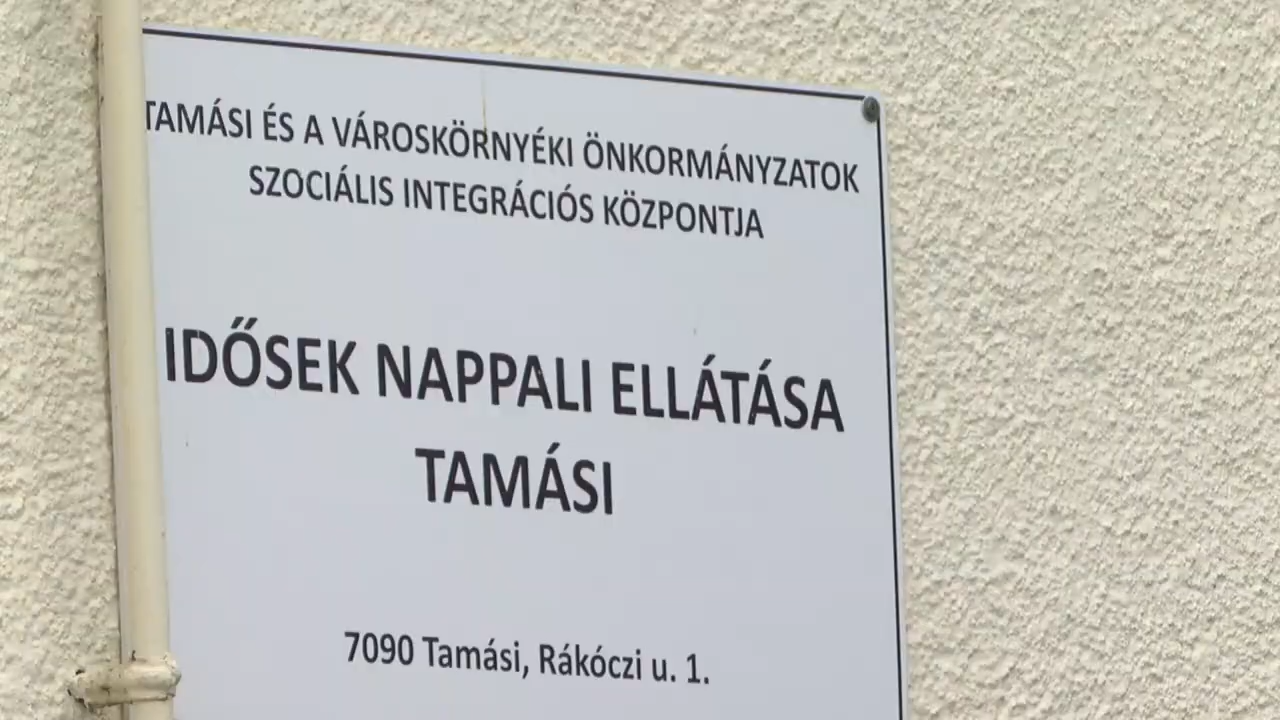 TAMÁSI ÉS A VÁROSKÖRNYÉKI ÖNKORMÁNYZATOK
SZOCIÁLIS INTEGRÁCIÓS KÖZPONTJA
IDŐSEK NAPPALI ELLÁTÁSA
TAMÁSI
7090 Tamási, Rákóczi u. 1.